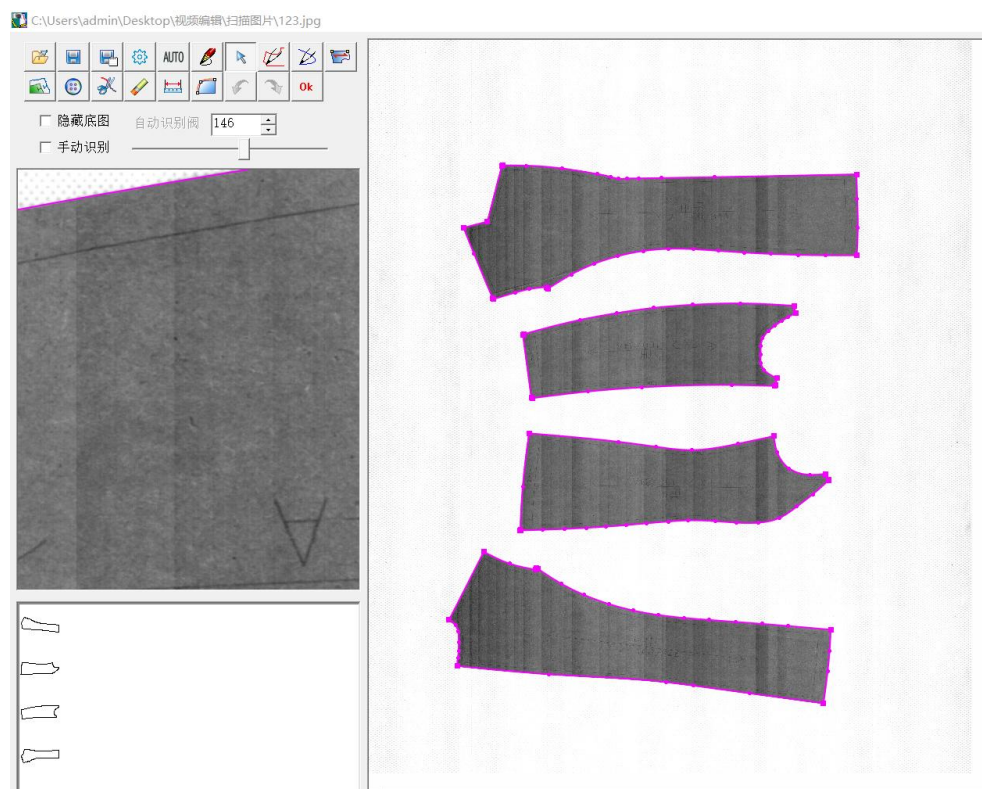 C:\Users\admin\Desktop\视频编辑\扫描图片\123.jpg
AUTO
Ok
隐藏底图 自动识别阀 146
手动识别
A